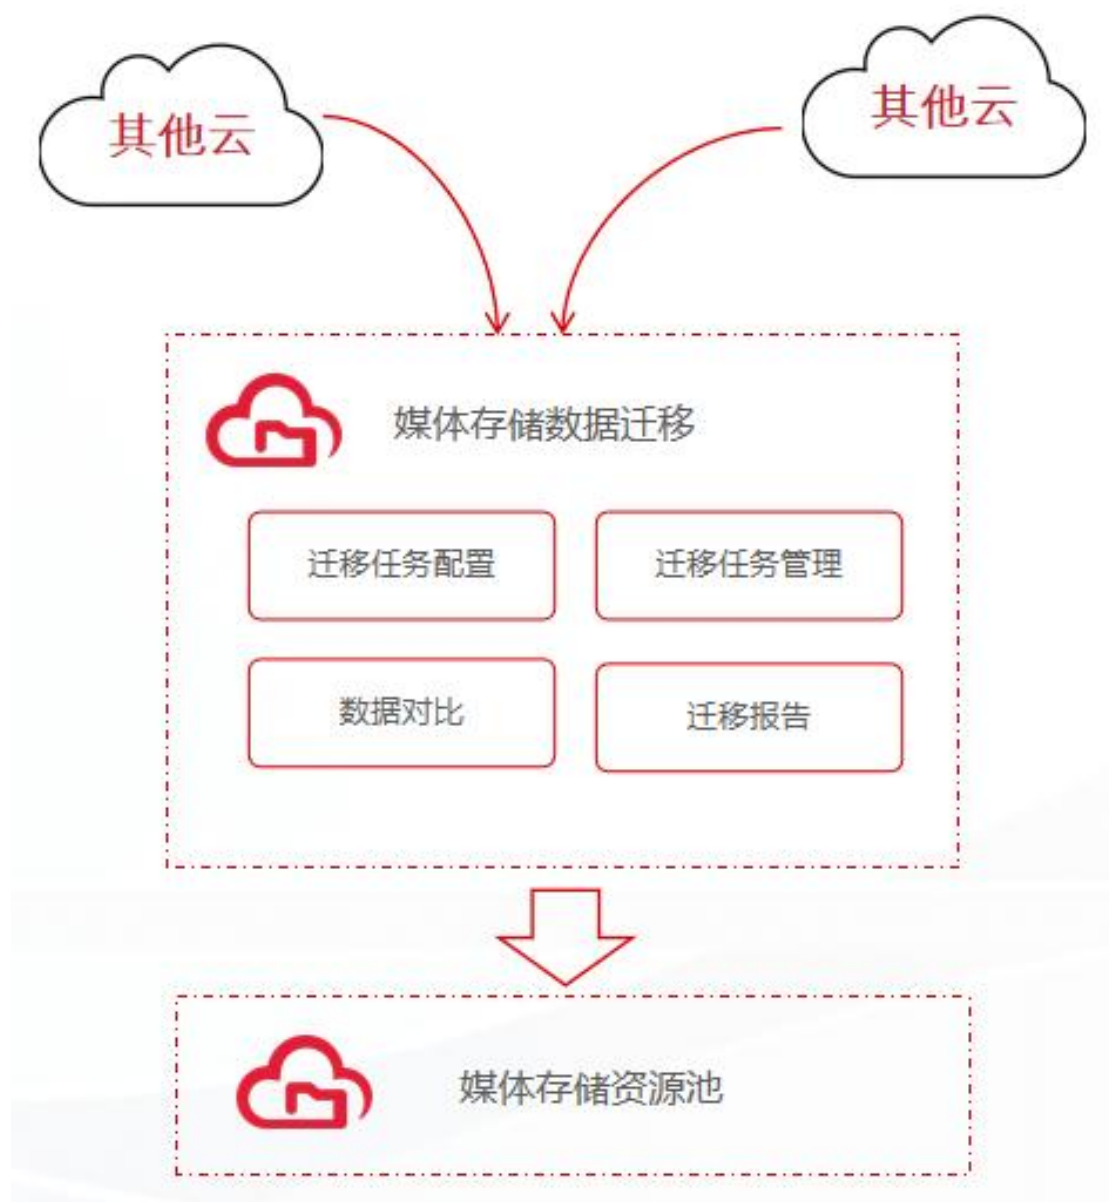 其他云
其他云
媒体存储数据迁移
迁移任务配置
迁移任务管理
数据对比
迁移报告
媒体存储资源池